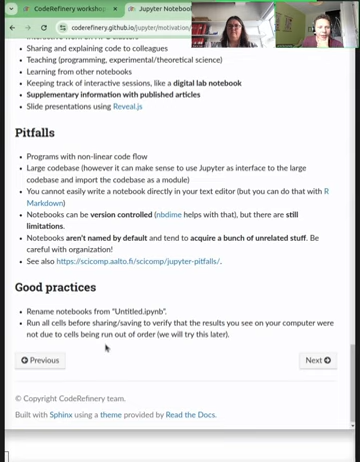 CodeRefinery worksho
Jupyter Notebool
coderefinery.github.io/jupyter/motivation/
Sharing and explaining code to colleagues
Teaching (programming, experimental/theoretical science)
Learning from other notebooks
Keeping track of interactive sessions, like a digital lab notebook
Supplementary information with published articles
Slide presentations using Reveal.js
Pitfalls
Programs with non-linear code flow
Large codebase (however it can make sense to use Jupyter as interface to the large
codebase and import the codebase as a module)
You cannot easily write a notebook directly in your text editor (but you can do that with R
Markdown)
Notebooks can be version controlled (nbdime helps with that), but there are still
limitations.
Notebooks aren't named by default and tend to acquire a bunch of unrelated stuff. Be
careful with organization!
See also https://scicomp.aalto.fi/scicomp/jupyter-pitfalls/.
Good practices
Rename notebooks from "Untitled.ipynb".
Run all cells before sharing/saving to verify that the results you see on your computer were
not due to cells being run out of order (we will try this later).
Previous
Next
© Copyright CodeRefinery team.
Built with Sphinx using a theme provided by Read the Docs.